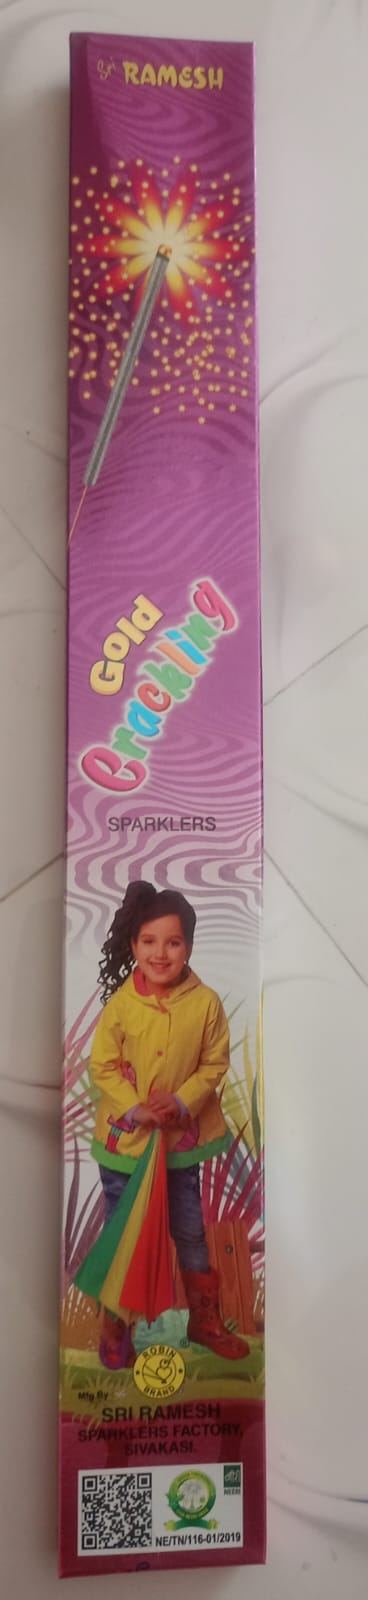 Sri RAMESH
Gold
Crackling
SPARKLERS
ROBIN
BRAND
Mfg.By
SRI RAMESH
SPARKLERS FACTORY,
SIVAKASI.
NEERI
NE/TN/116-01/2019